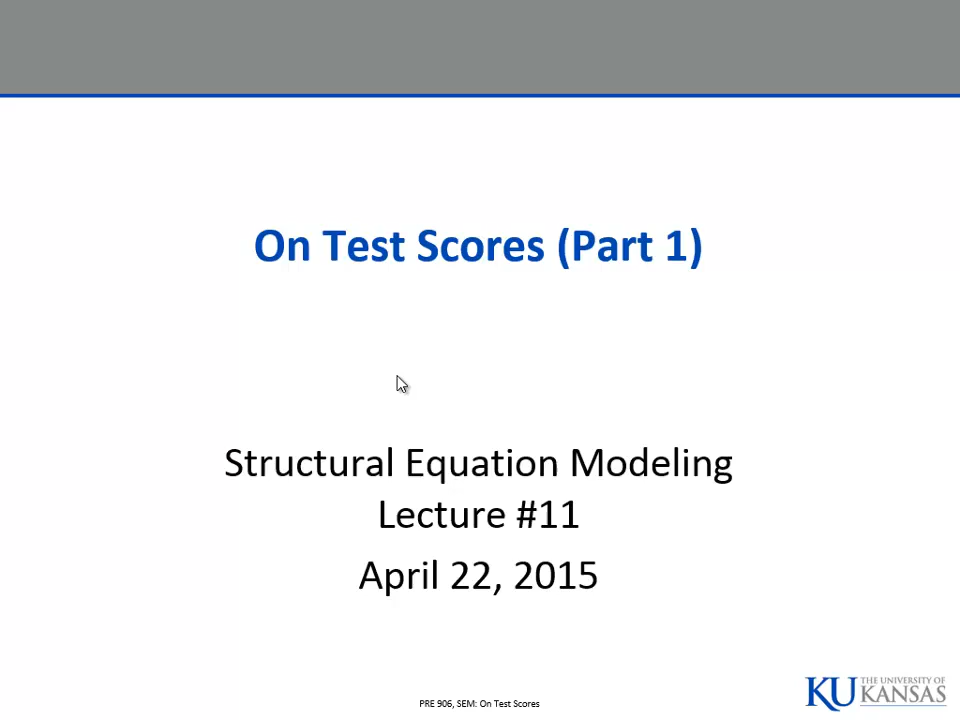 On Test Scores (Part 1)
Structural Equation Modeling
Lecture #11
April 22, 2015
PRE 906, SEM: On Test Scores
KU THE UNIVERSITY OF
KANSAS